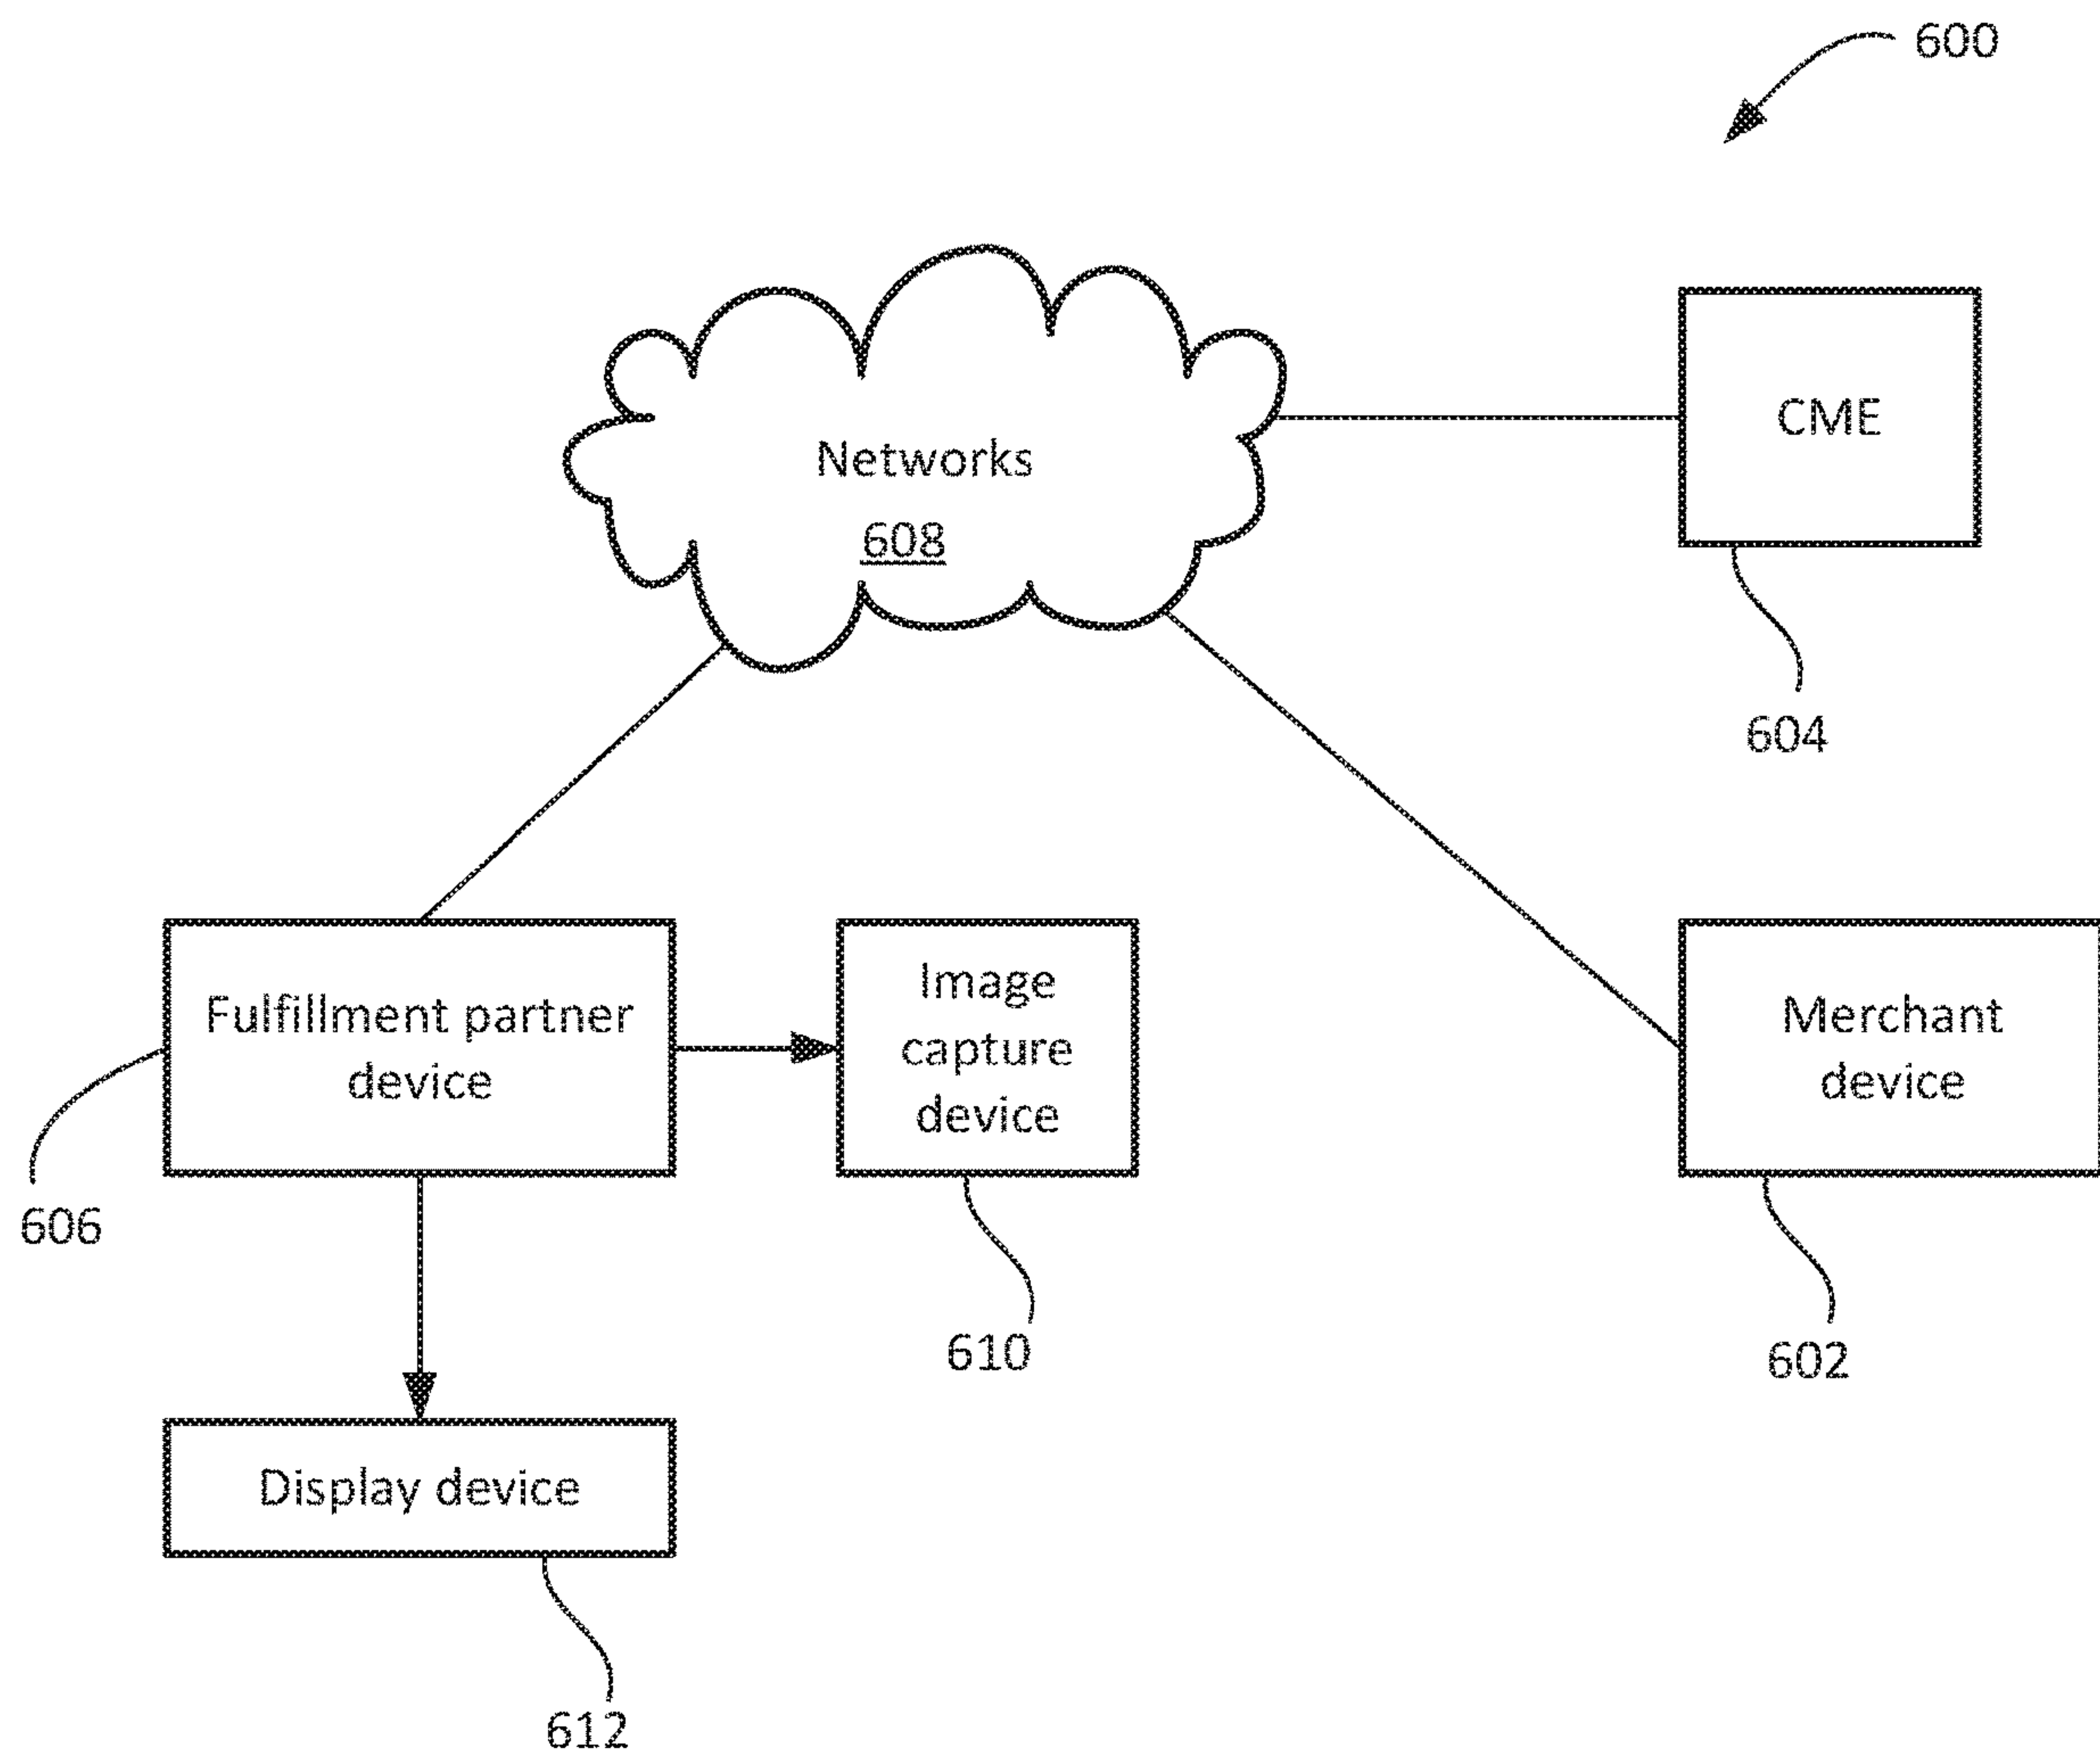 600
Networks
608
CME
604
Fulfillment partner
device
606
Image
capture
device
610
Merchant
device
602
Display device
612